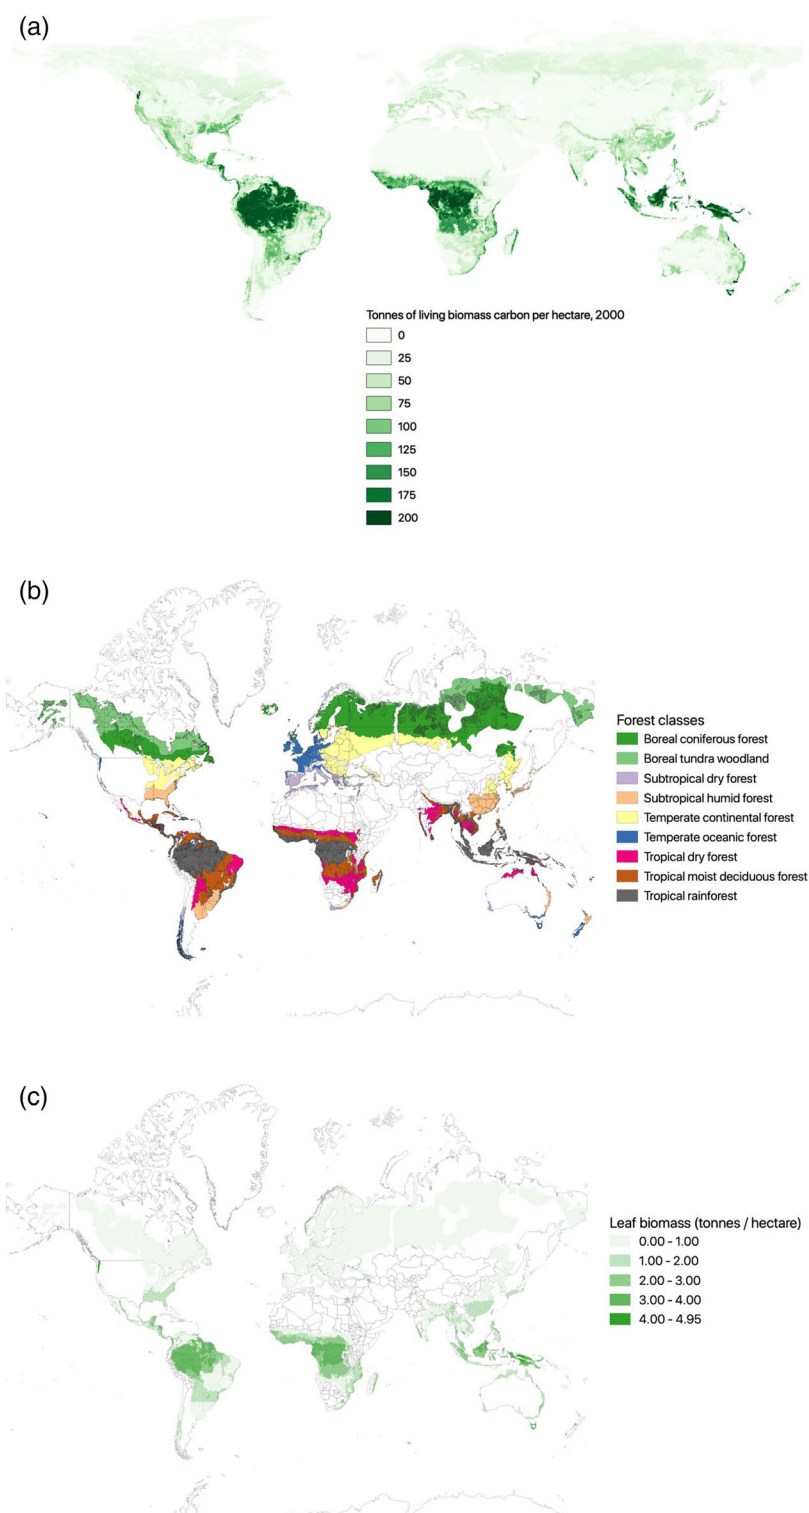 (a)
Tonnes of living biomass carbon per hectare, 2000
0
25
50
75
100
125
150
175
200
(b)
Forest classes
Boreal coniferous forest
Boreal tundra woodland
Subtropical dry forest
Subtropical humid forest
Temperate continental forest
Temperate oceanic forest
Tropical dry forest
Tropical moist deciduous forest
Tropical rainforest
(c)
Leaf biomass (tonnes / hectare)
0.00 - 1.00
1.00 - 2.00
2.00 - 3.00
3.00 - 4.00
4.00 - 4.95